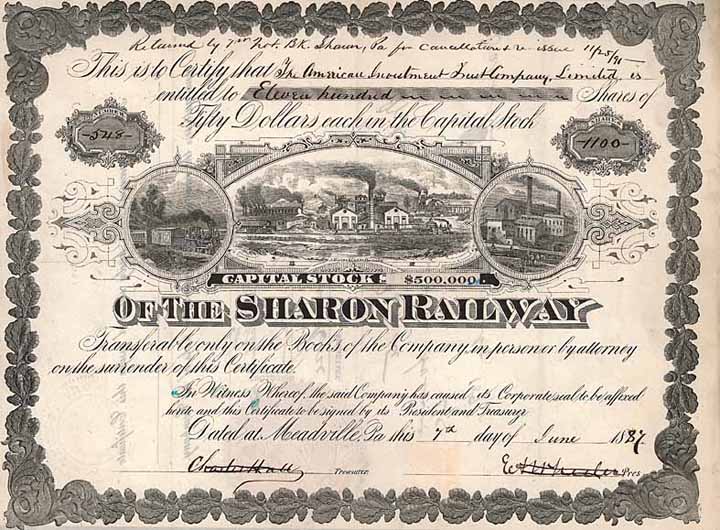 Returned by 1st Nat. Bk. Sharon, Pa for cancellation & re issue 11/25/91
This is to Certify that The American Investment Trust Company, Limited, is
entitled to Eleven hundred Shares of
Fifty Dollars each in the Capital Stock
NUMBER
548
SHARES
1100
CAPITAL STOCK $500,000.
OF THE SHARON RAILWAY
Transferable only on the Books of the Company, in person or by attorney
on the surrender of this Certificate.
In Witness Whereof, the said Company has caused its Corporate seal to be affixed
hereto and this Certificate to be signed by its President and Treasurer
Dated at Meadville, Pa this 7th day of June 1887
Treasurer. Pres.